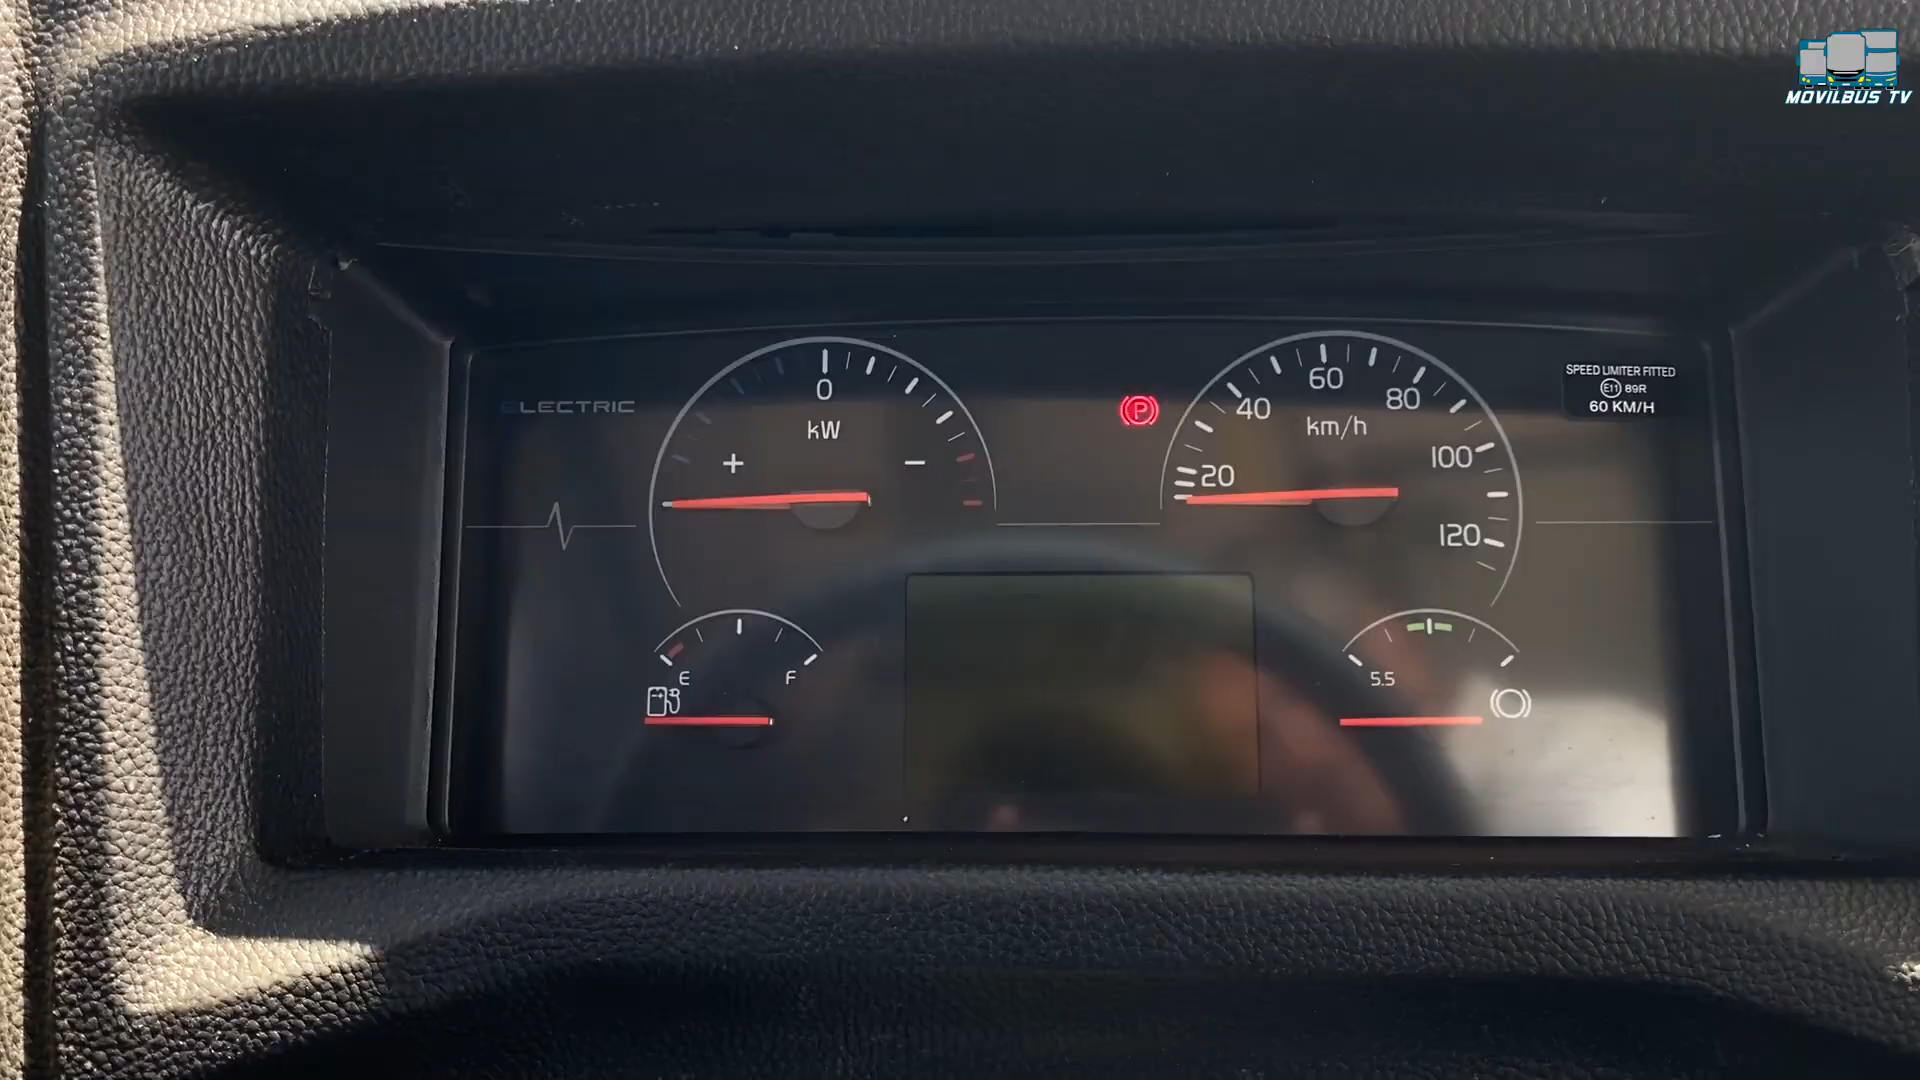 MOVILBUS TV
SPEED LIMITER FITTED
E11 89R
60 KM/H
ELECTRIC
0
kW
+
−
P
20
40
60
80
100
120
km/h
E
F
5.5